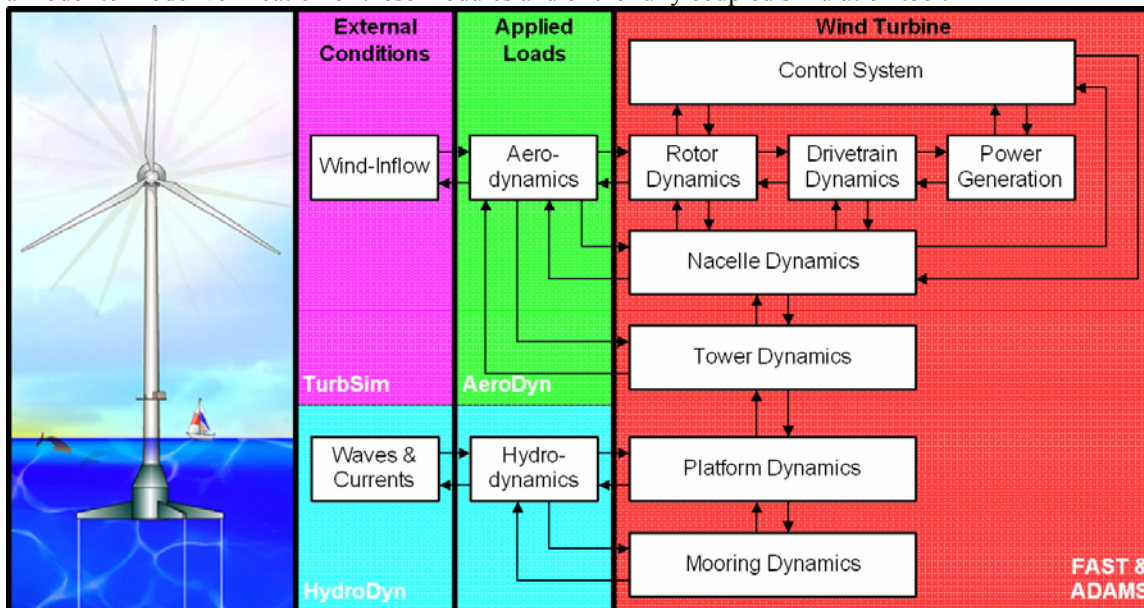 External
Conditions
Applied
Loads
Wind Turbine
Control System
Wind-Inflow
Aero-
dynamics
Rotor
Dynamics
Drivetrain
Dynamics
Power
Generation
Nacelle Dynamics
Tower Dynamics
TurbSim
AeroDyn
Waves &
Currents
Hydro-
dynamics
Platform Dynamics
Mooring Dynamics
HydroDyn
FAST &
ADAMS